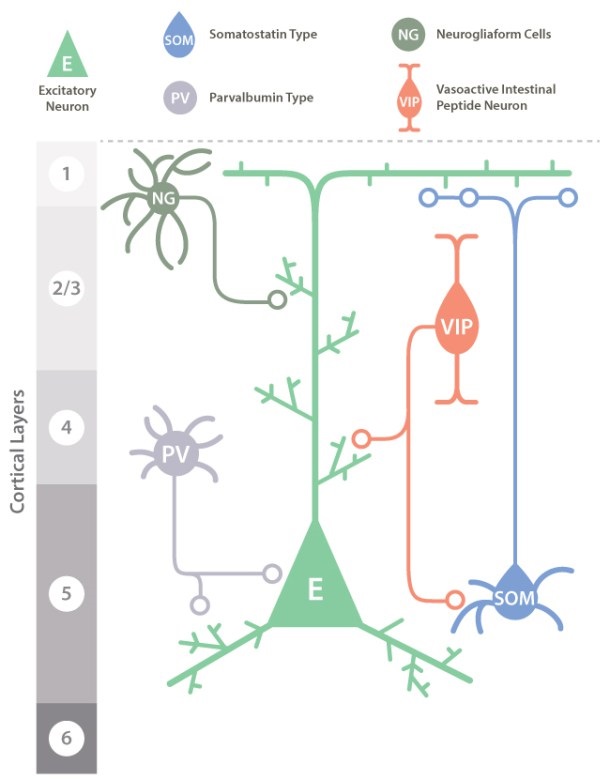 E
Excitatory
Neuron
SOM
Somatostatin Type
PV
Parvalbumin Type
NG
Neurogliaform Cells
VIP
Vasoactive Intestinal
Peptide Neuron
Cortical Layers
1
2/3
4
5
6
NG
VIP
PV
E
SOM